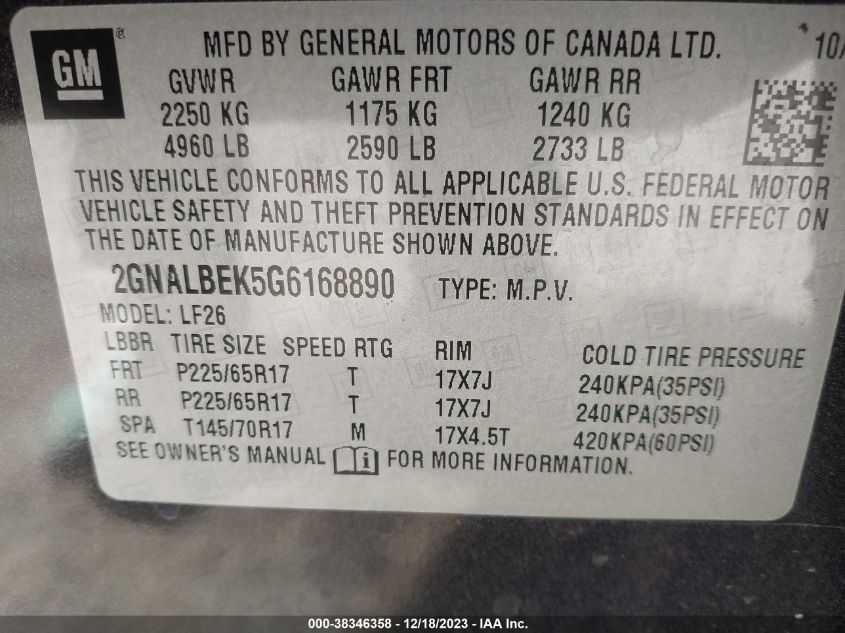 GM ®
MFD BY GENERAL MOTORS OF CANADA LTD. 10/
GVWR GAWR FRT GAWR RR
2250 KG 1175 KG 1240 KG
4960 LB 2590 LB 2733 LB
THIS VEHICLE CONFORMS TO ALL APPLICABLE U.S. FEDERAL MOTOR
VEHICLE SAFETY AND THEFT PREVENTION STANDARDS IN EFFECT ON
THE DATE OF MANUFACTURE SHOWN ABOVE.
2GNALBEK5G6168890 TYPE: M.P.V.
MODEL: LF26
LBBR TIRE SIZE SPEED RTG RIM COLD TIRE PRESSURE
FRT P225/65R17 T 17X7J 240KPA(35PSI)
RR P225/65R17 T 17X7J 240KPA(35PSI)
SPA T145/70R17 M 17X4.5T 420KPA(60PSI)
SEE OWNER'S MANUAL i FOR MORE INFORMATION.
000-38346358 - 12/18/2023 - IAA Inc.